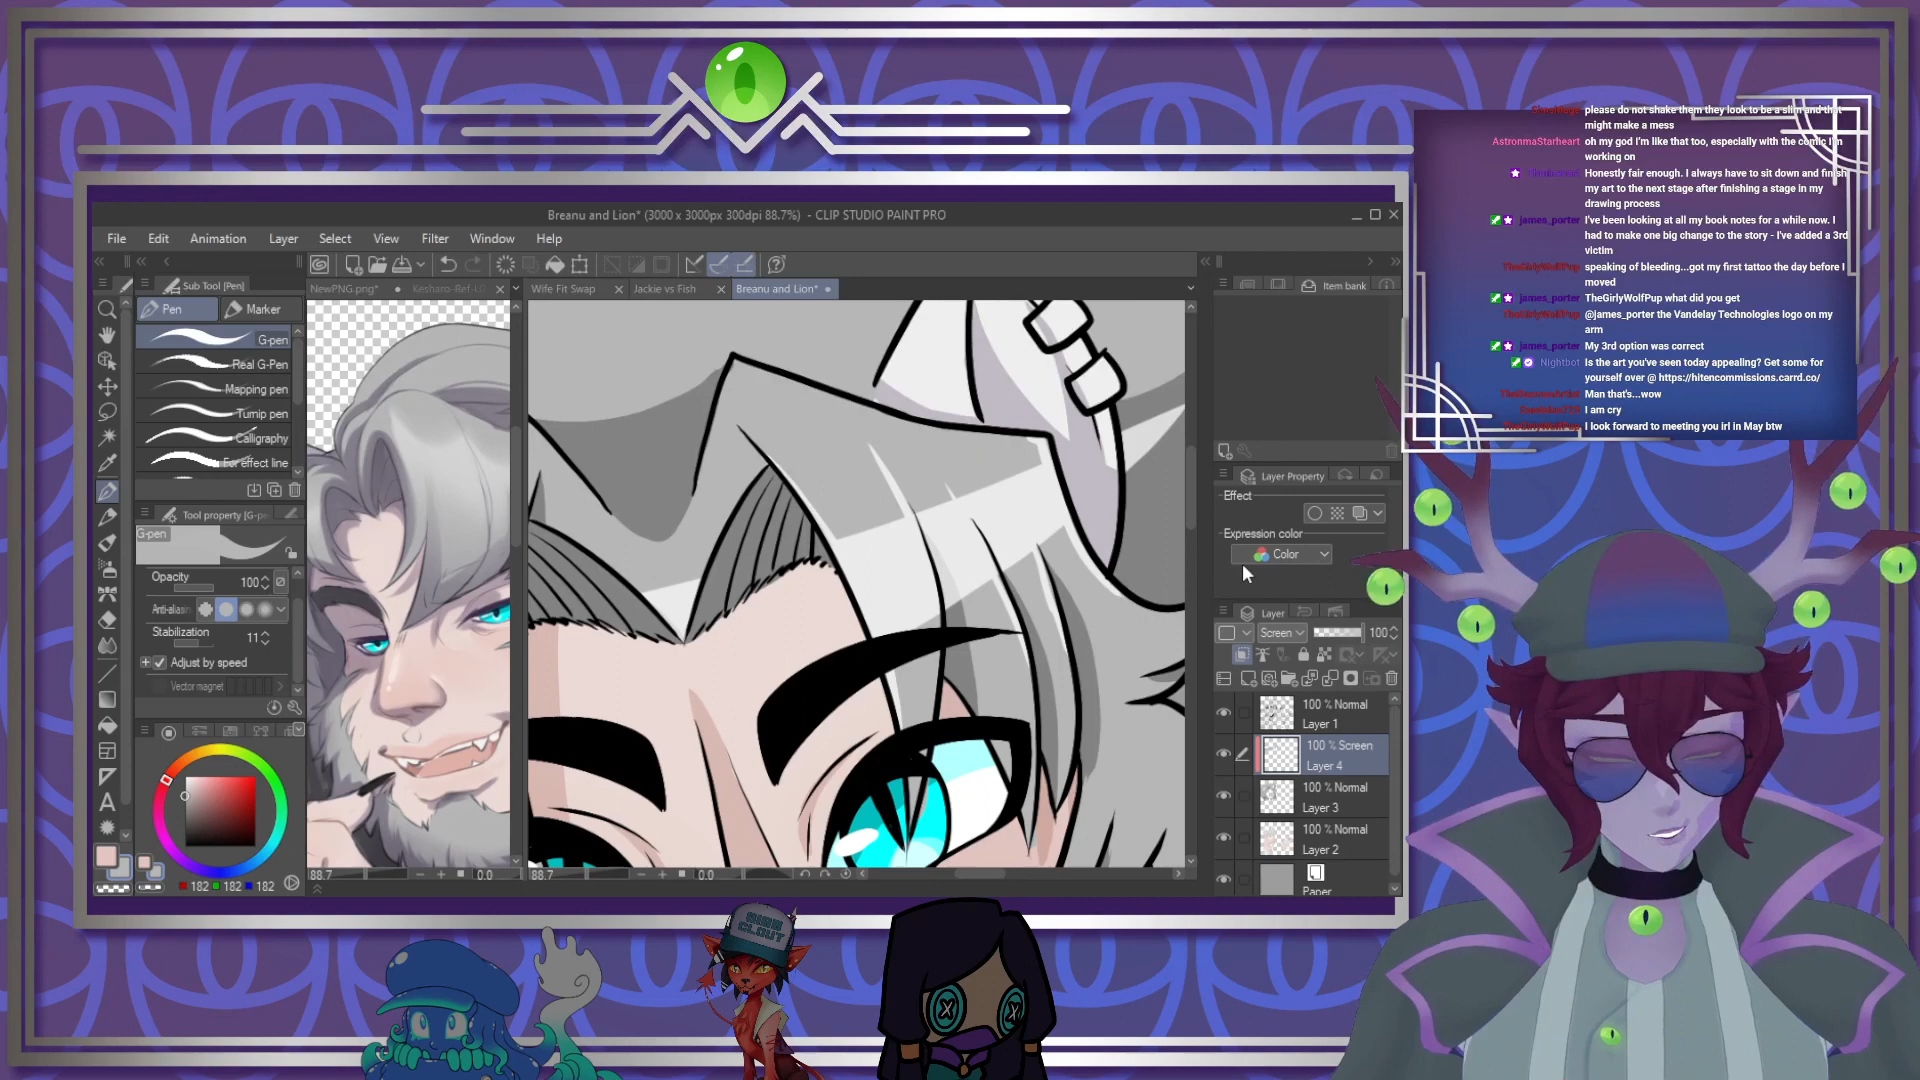 Breanu and Lion* (3000 x 3000px 300dpi 88.7%) - CLIP STUDIO PAINT PRO
File Edit Animation Layer Select View Filter Window Help
Sub Tool [Pen]
Pen
Marker
G-pen
Real G-Pen
Mapping pen
Turnip pen
Calligraphy
For effect line
Tool property [G-pe
G-pen
Opacity 100
Anti-aliasin
Stabilization 11
Adjust by speed
Vector magnet
182 182 182
NewPNG.png*
Kesharo-Ref-L
Wife Fit Swap
Jackie vs Fish
Breanu and Lion*
88.7 0.0
88.7 0.0
Item bank
Layer Property
Effect
Expression color
Color
Layer
Screen 100
100 % Normal
Layer 1
100 % Screen
Layer 4
100 % Normal
Layer 3
100 % Normal
Layer 2
Paper
please do not shake them they look to be a slim and that
might make a mess
AstronmaStarheart oh my god I'm like that too, especially with the comic I'm
working on
Honestly fair enough. I always have to sit down and finish
my art to the next stage after finishing a stage in my
drawing process
james_porter I've been looking at all my book notes for a while now. I
had to make one big change to the story - I've added a 3rd
victim
TheGirlyWolfPup speaking of bleeding...got my first tattoo the day before I
moved
james_porter TheGirlyWolfPup what did you get
TheGirlyWolfPup @james_porter the Vandelay Technologies logo on my
arm
james_porter My 3rd option was correct
Nightbot Is the art you've seen today appealing? Get some for
yourself over @ https://hitencommissions.carrd.co/
Man that's...wow
I am cry
TheGirlyWolfPup I look forward to meeting you irl in May btw
CLOUT